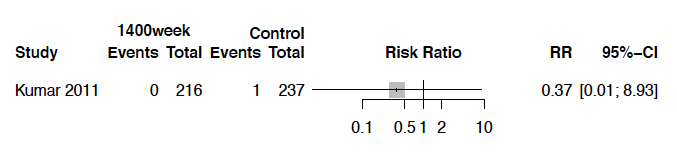 1400week Control
Study Events Total Events Total Risk Ratio RR 95%−CI
Kumar 2011 0 216 1 237 0.37 [0.01; 8.93]
0.1 0.5 1 2 10